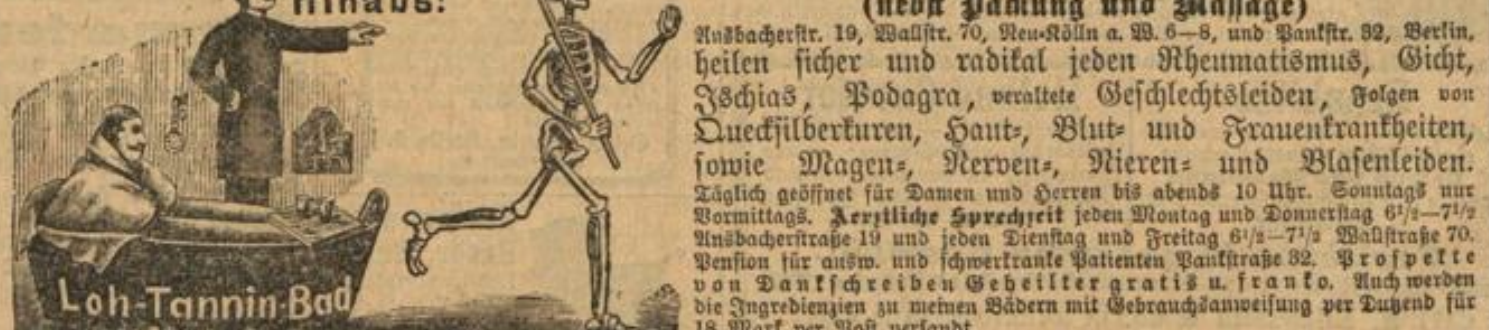 hinaus!
Loh-Tannin-Bad
(nebst Packung und Massage)
Ansbacherstr. 19, Wallstr. 70, Neu-Kölln a. W. 6—8, und Pankstr. 32, Berlin,
heilen sicher und radikal jeden Rheumatismus, Gicht,
Ischias, Podagra, veraltete Geschlechtsleiden, Folgen von
Quecksilberkuren, Haut-, Blut- und Frauenkrankheiten,
sowie Magen-, Nerven-, Nieren- und Blasenleiden.
Täglich geöffnet für Damen und Herren bis abends 10 Uhr. Sonntags nur
Vormittags. Aerztliche Sprechzeit jeden Montag und Donnerstag 6½—7½
Ansbacherstraße 19 und jeden Dienstag und Freitag 6½—7½ Wallstraße 70.
Pension für ausw. und schwerkranke Patienten Pankstraße 32. Prospekte
von Dankschreiben Geheilter gratis u. franko. Auch werden
die Ingredienzien zu meinen Bädern mit Gebrauchsanweisung per Dutzend für
18 Mark per Post versandt